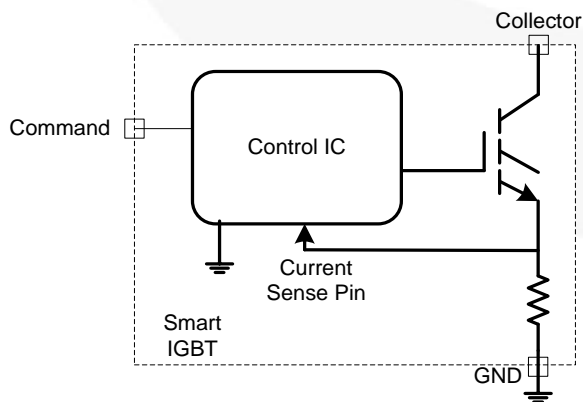 Collector
Command
Control IC
Current
Sense Pin
Smart
IGBT
GND